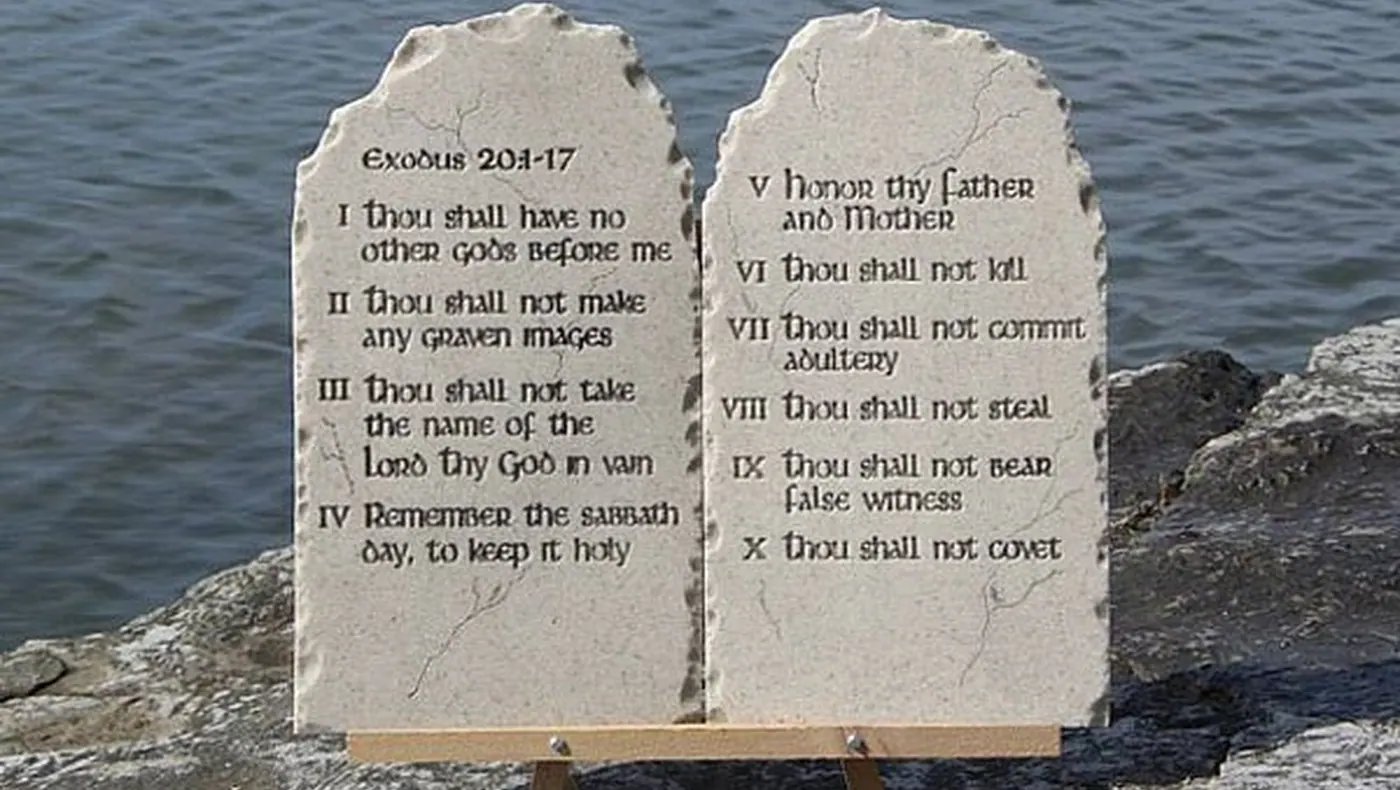 Exodus 20:1-17
I Thou shall have no
other gods before me
II Thou shall not make
any graven images
III Thou shall not take
the name of the
Lord Thy God in vain
IV Remember the sabbath
day, to keep it holy
V Honor thy Father
and Mother
VI Thou shall not kill
VII Thou shall not commit
adultery
VIII Thou shall not steal
IX Thou shall not bear
false witness
X Thou shall not covet